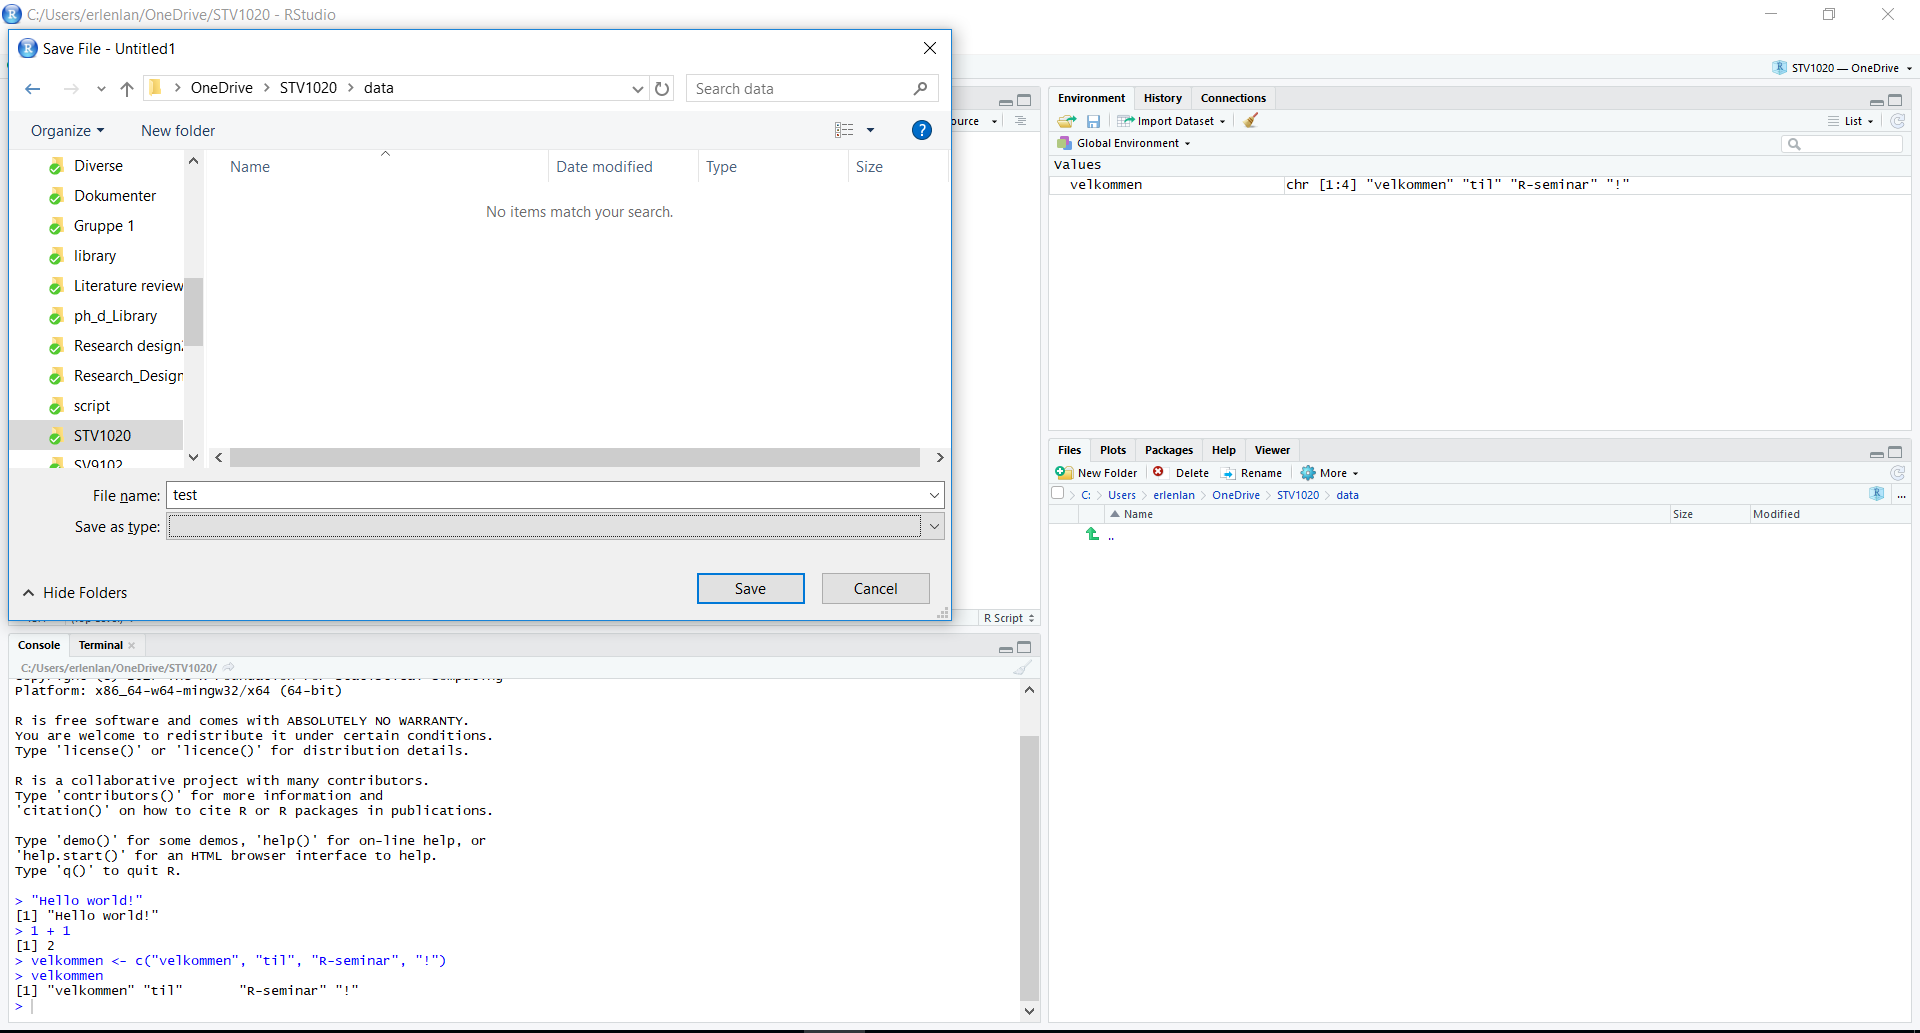 C:/Users/erlenlan/OneDrive/STV1020 - RStudio
Save File - Untitled1
OneDrive > STV1020 > data
Search data
Organize
New folder
?
Diverse
Dokumenter
Gruppe 1
library
Literature review
ph_d_Library
Research design
Research_Design
script
STV1020
SV9102
Name
Date modified
Type
Size
No items match your search.
File name: test
Save as type:
Hide Folders
Save
Cancel
STV1020 — OneDrive
ource
R Script
Environment History Connections
Import Dataset
List
Global Environment
Values
velkommen chr [1:4] "velkommen" "til" "R-seminar" "!"
Files Plots Packages Help Viewer
New Folder Delete Rename More
C: > Users > erlenlan > OneDrive > STV1020 > data
...
Name Size Modified
..
Console Terminal
C:/Users/erlenlan/OneDrive/STV1020/
Platform: x86_64-w64-mingw32/x64 (64-bit)
R is free software and comes with ABSOLUTELY NO WARRANTY.
You are welcome to redistribute it under certain conditions.
Type 'license()' or 'licence()' for distribution details.
R is a collaborative project with many contributors.
Type 'contributors()' for more information and
'citation()' on how to cite R or R packages in publications.
Type 'demo()' for some demos, 'help()' for on-line help, or
'help.start()' for an HTML browser interface to help.
Type 'q()' to quit R.
> "Hello world!"
[1] "Hello world!"
> 1 + 1
[1] 2
> velkommen <- c("velkommen", "til", "R-seminar", "!")
> velkommen
[1] "velkommen" "til" "R-seminar" "!"
>